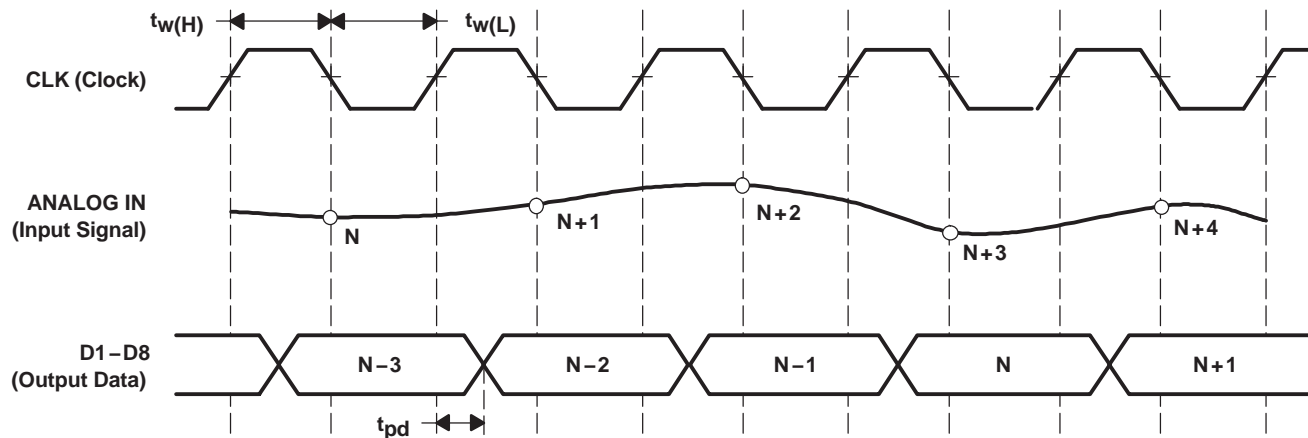 tw(H)
tw(L)
CLK (Clock)
ANALOG IN
(Input Signal)
N
N+1
N+2
N+3
N+4
D1–D8
(Output Data)
N–3
N–2
N–1
N
N+1
tpd